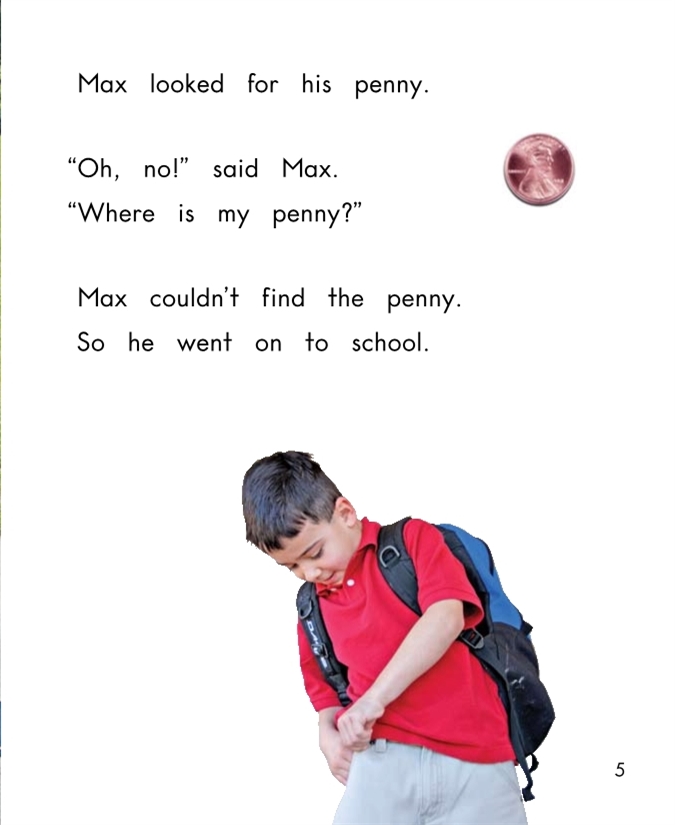 Max looked for his penny.
“Oh, no!” said Max.
“Where is my penny?”
Max couldn’t find the penny.
So he went on to school.
5